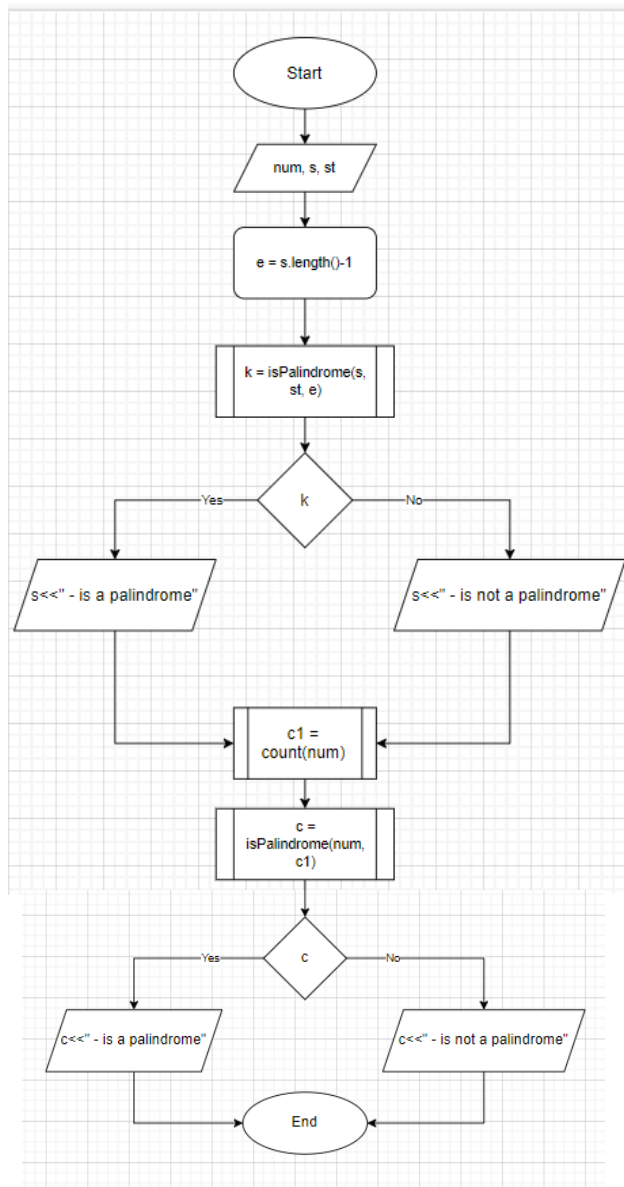 Start
num, s, st
e = s.length()-1
k = isPalindrome(s,
st, e)
k
Yes
No
s<<" - is a palindrome"
s<<" - is not a palindrome"
c1 =
count(num)
c =
isPalindrome(num,
c1)
c
Yes
No
c<<" - is a palindrome"
c<<" - is not a palindrome"
End